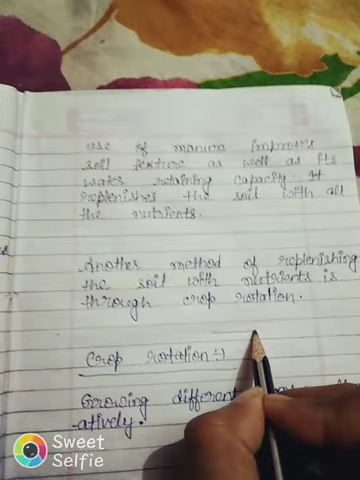 use of manure improves
soil texture as well as its
water retaining capacity. It
replenishes the soil with all
the nutrients.
Another method of replenishing
the soil with nutrients is
through crop rotation.
Crop rotation :-)
Growing different
atively.
Sweet
Selfie